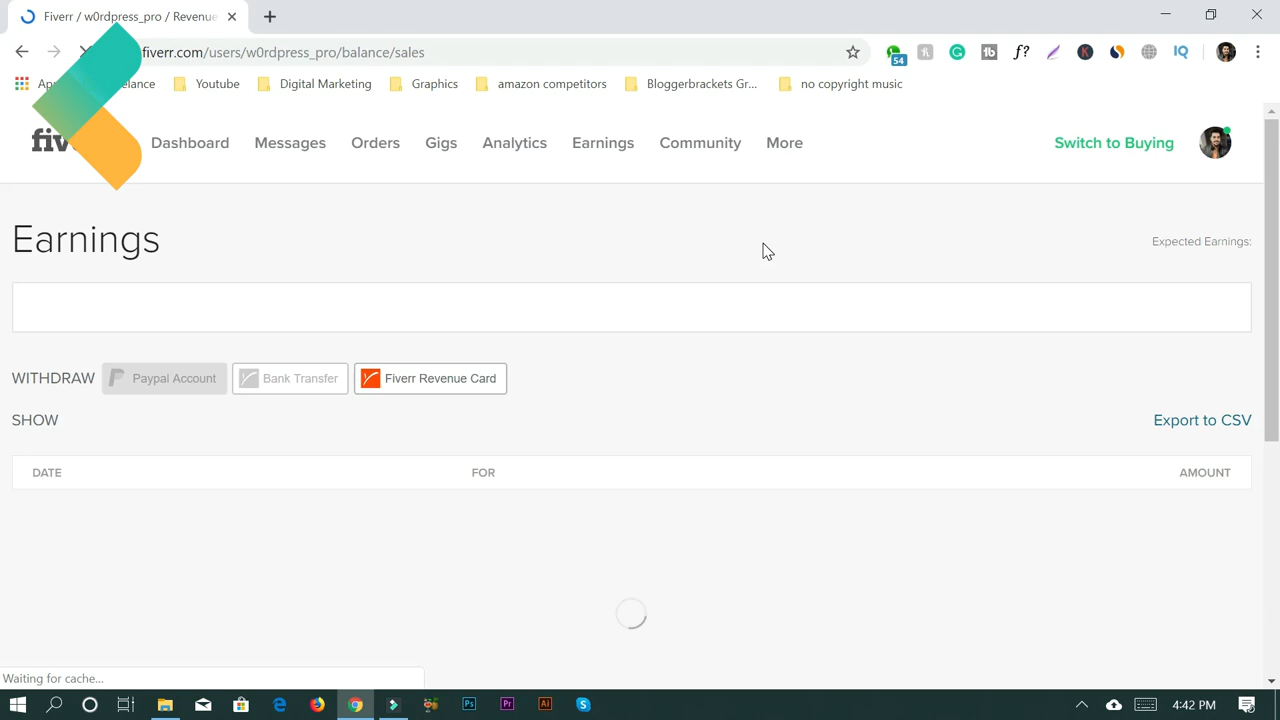 Fiverr / w0rdpress_pro / Revenue
fiverr.com/users/w0rdpress_pro/balance/sales
54
Youtube
Digital Marketing
Graphics
amazon competitors
Bloggerbrackets Gr...
no copyright music
Dashboard
Messages
Orders
Gigs
Analytics
Earnings
Community
More
Switch to Buying
Earnings
Expected Earnings:
WITHDRAW
Paypal Account
Bank Transfer
Fiverr Revenue Card
SHOW
Export to CSV
DATE
FOR
AMOUNT
Waiting for cache...
4:42 PM